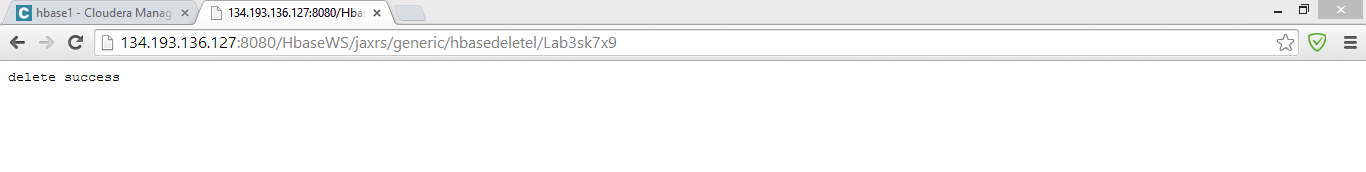 hbase1 - Cloudera Manag
134.193.136.127:8080/Hba
134.193.136.127:8080/HbaseWS/jaxrs/generic/hbasedeletel/Lab3sk7x9
delete success